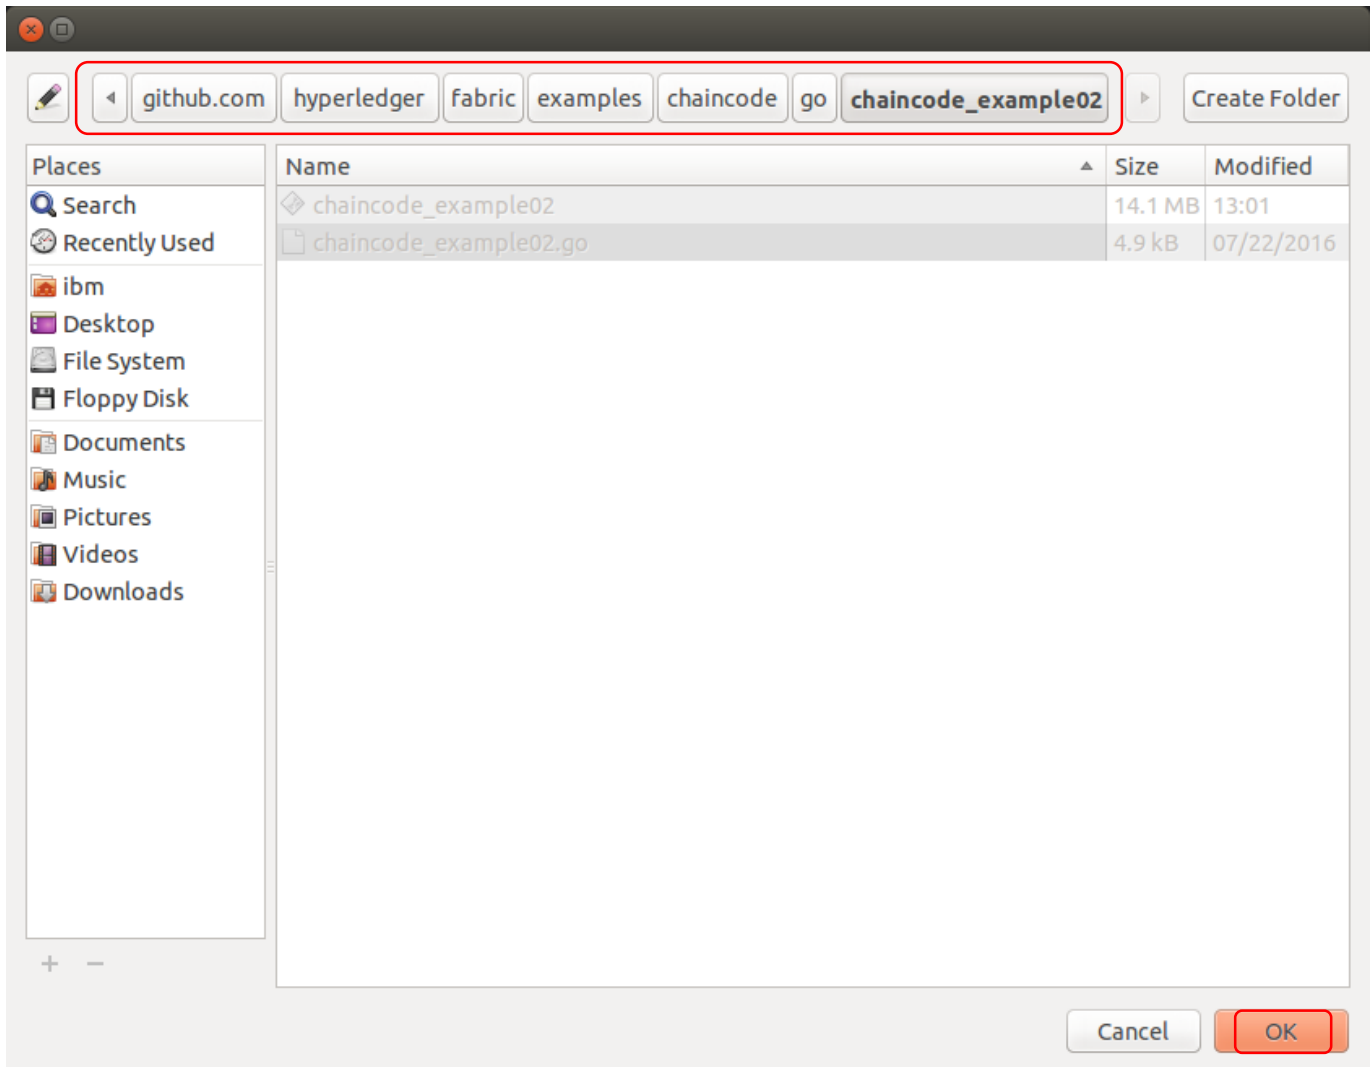 github.com hyperledger fabric examples chaincode go chaincode_example02 Create Folder
Places Name Size Modified
Search chaincode_example02 14.1 MB 13:01
Recently Used chaincode_example02.go 4.9 kB 07/22/2016
ibm
Desktop
File System
Floppy Disk
Documents
Music
Pictures
Videos
Downloads
Cancel OK